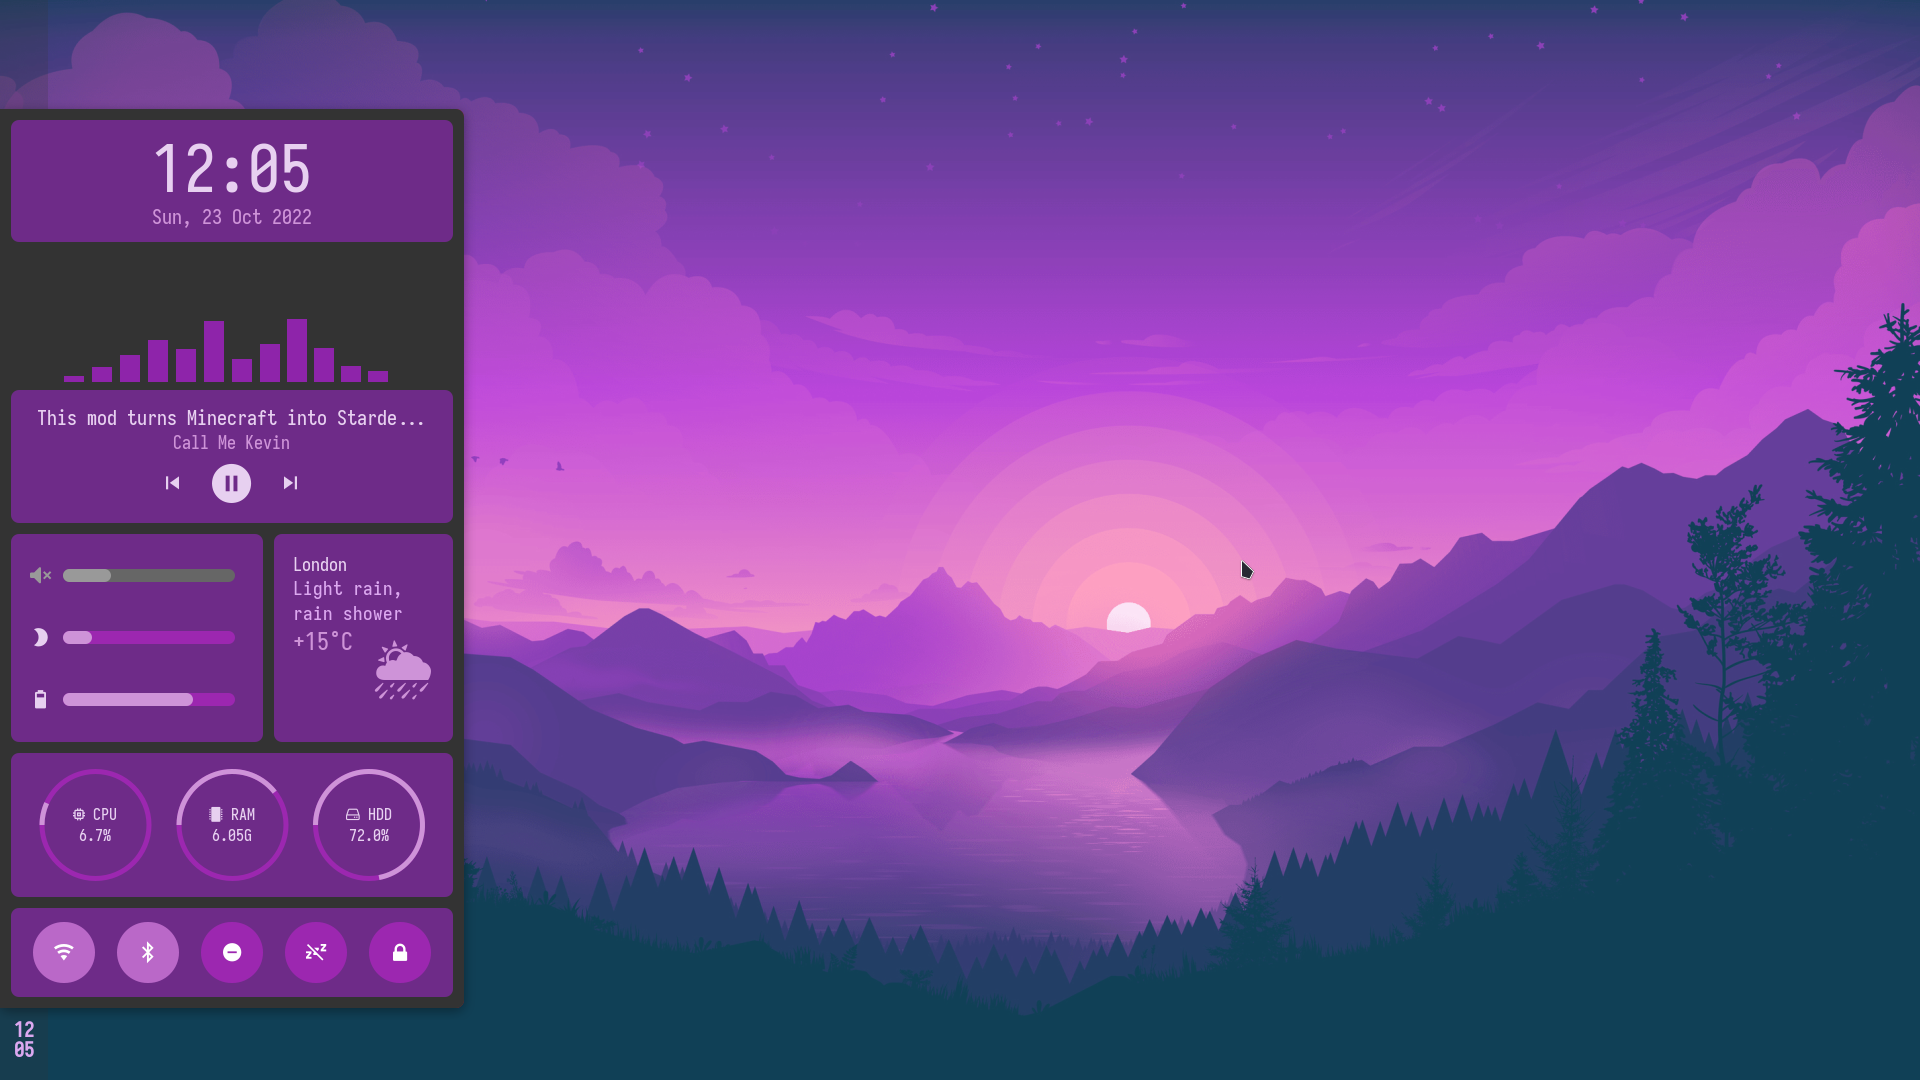 12:05
Sun, 23 Oct 2022
This mod turns Minecraft into Starde...
Call Me Kevin
London
Light rain,
rain shower
+15°C
CPU
6.7%
RAM
6.05G
HDD
72.0%
12
05